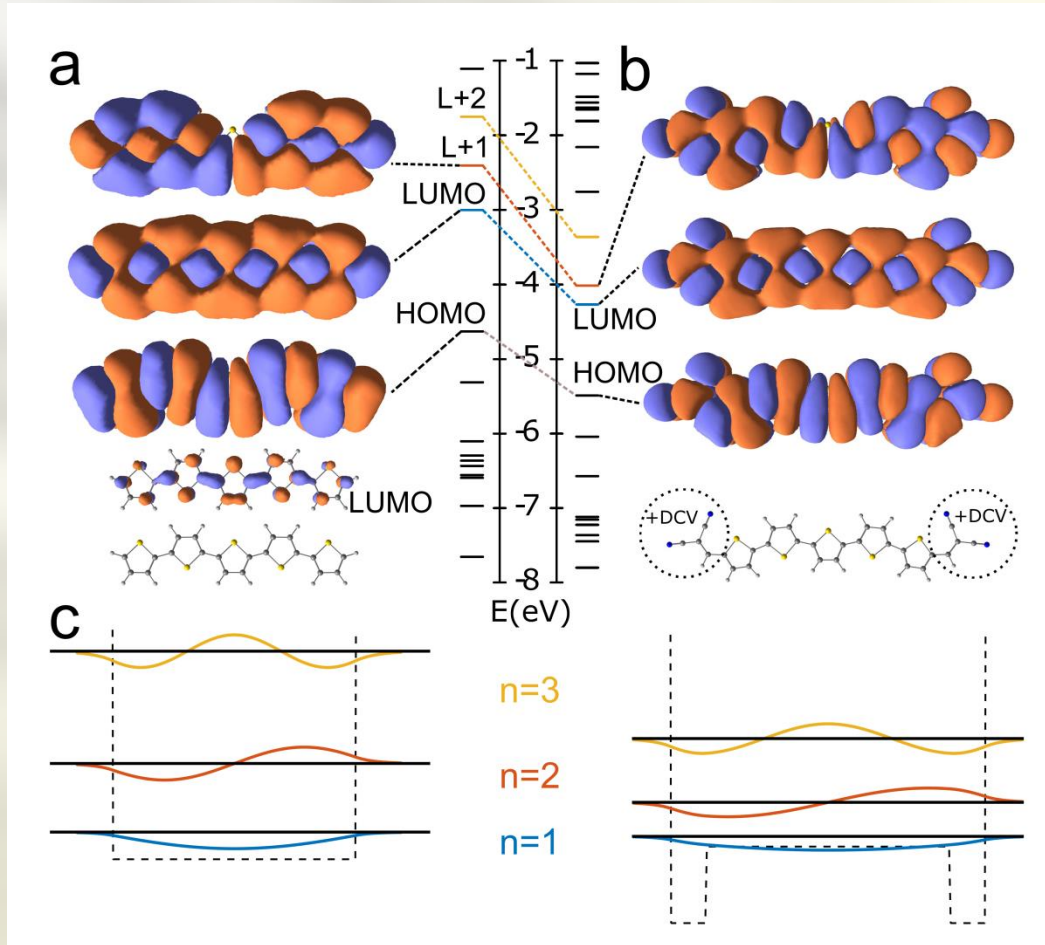 a
b
-1
L+2
-2
L+1
LUMO
-3
-4
HOMO
LUMO
-5
HOMO
-6
LUMO
-7
+DCV
+DCV
-8
E(eV)
c
n=3
n=2
n=1